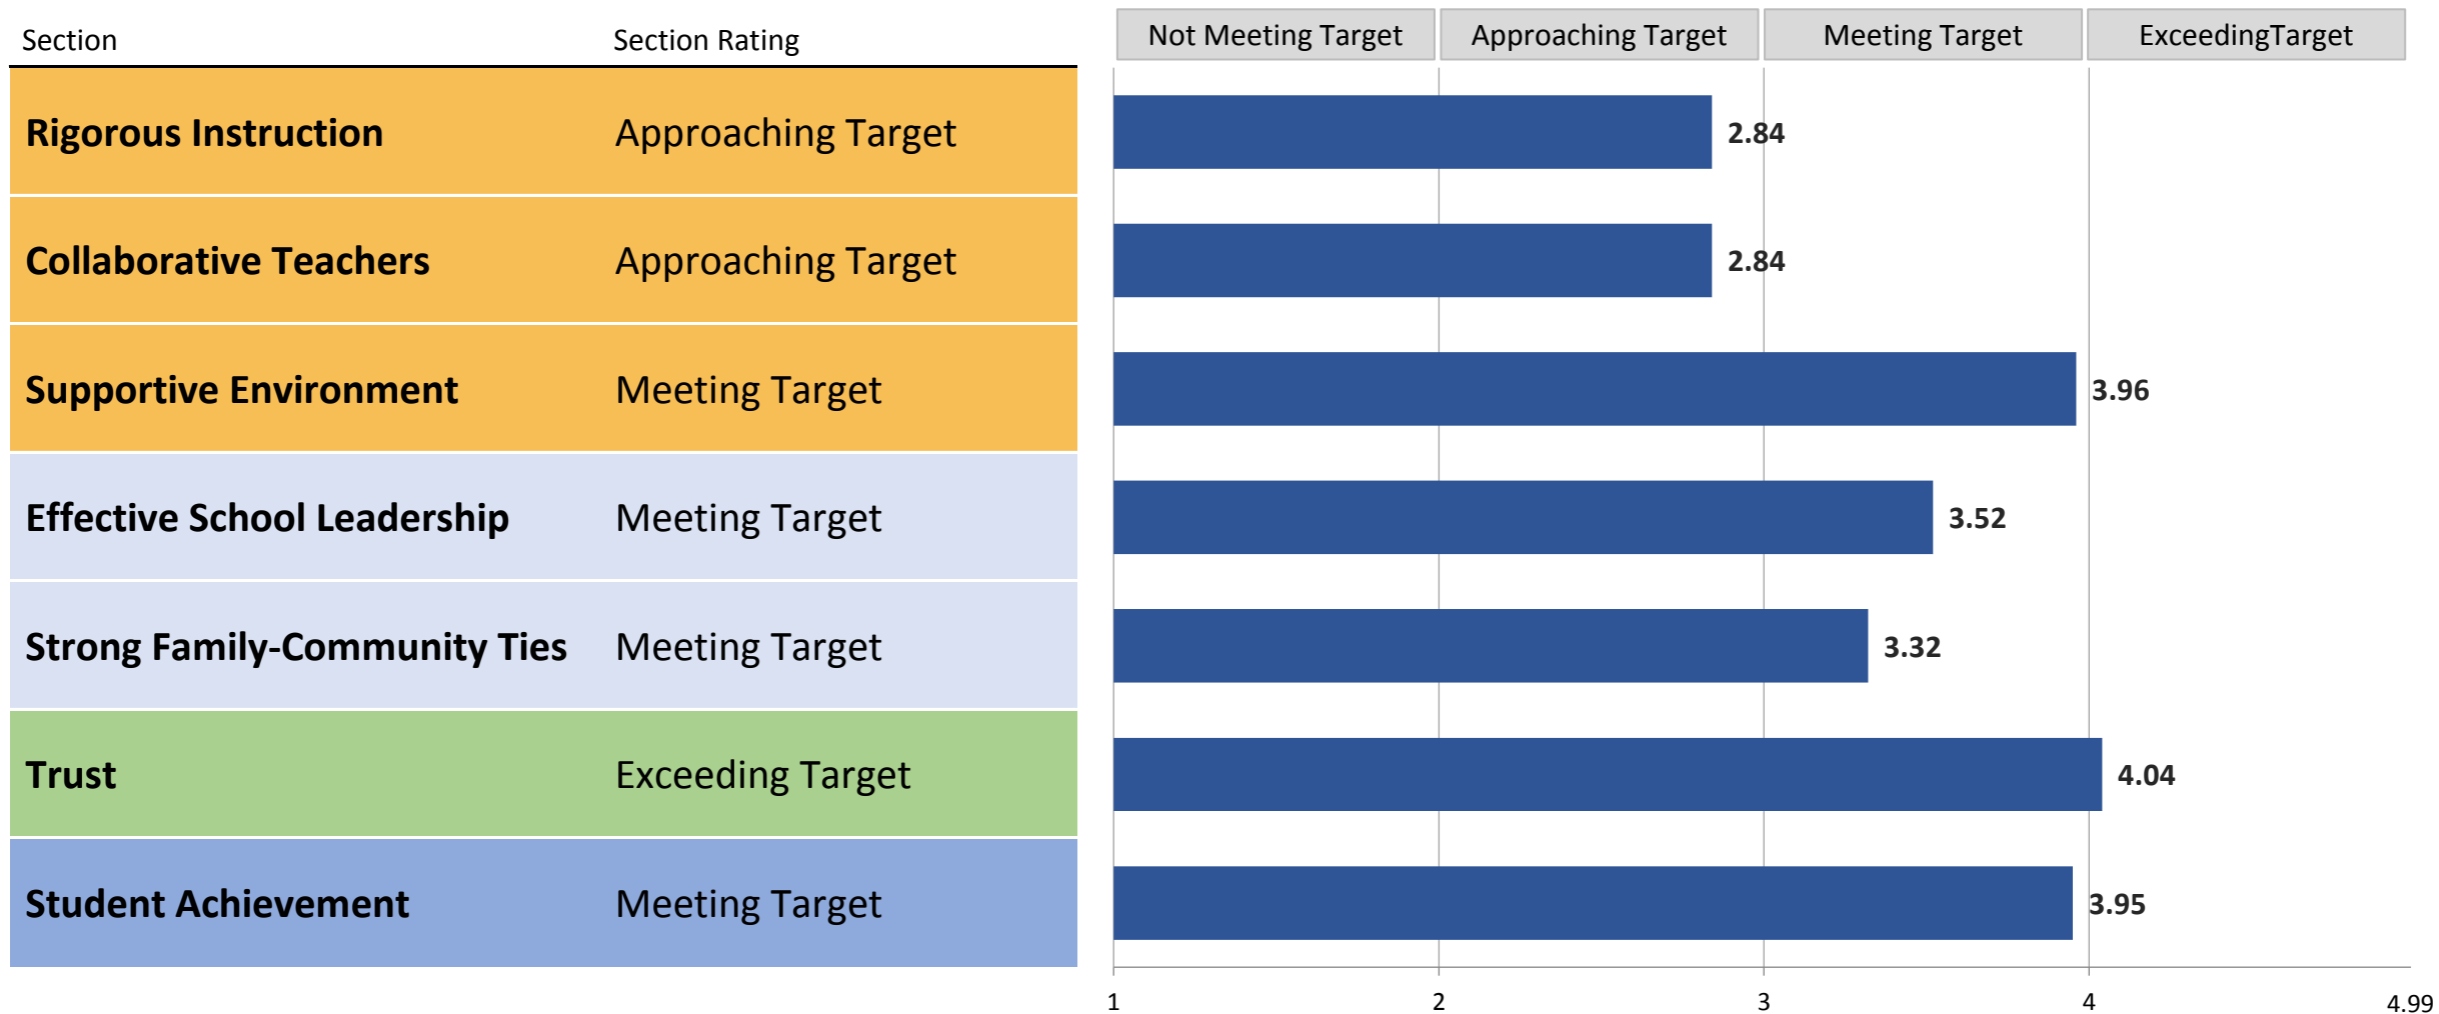 Section Section Rating Not Meeting Target Approaching Target Meeting Target ExceedingTarget
Rigorous Instruction Approaching Target 2.84
Collaborative Teachers Approaching Target 2.84
Supportive Environment Meeting Target 3.96
Effective School Leadership Meeting Target 3.52
Strong Family-Community Ties Meeting Target 3.32
Trust Exceeding Target 4.04
Student Achievement Meeting Target 3.95
1 2 3 4 4.99